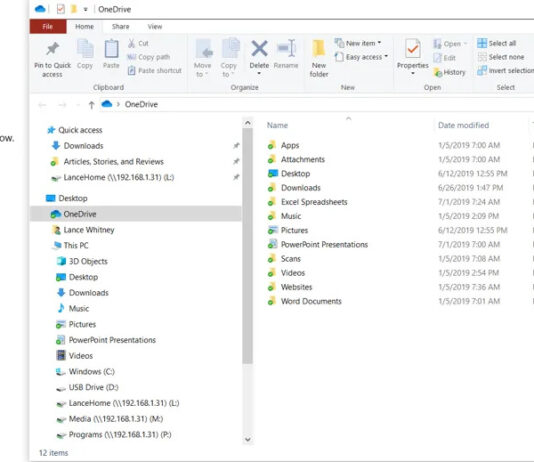 OneDrive
File Home Share View
Pin to Quick access
Copy
Paste
Cut
Copy path
Paste shortcut
Clipboard
Move to
Copy to
Delete
Rename
Organize
New folder
New item
Easy access
New
Properties
Open
Edit
History
Open
Select all
Select none
Invert selection
Select
OneDrive
ow.
Quick access
Downloads
Articles, Stories, and Reviews
LanceHome (\\192.168.1.31) (L:)
Desktop
OneDrive
Lance Whitney
This PC
3D Objects
Desktop
Downloads
Music
Pictures
PowerPoint Presentations
Videos
Windows (C:)
USB Drive (D:)
LanceHome (\\192.168.1.31) (L:)
Media (\\192.168.1.31) (M:)
Programs (\\192.168.1.31) (P:)
Name Date modified
Apps 1/5/2019 7:00 AM
Attachments 1/5/2019 7:00 AM
Desktop 6/12/2019 12:55 PM
Downloads 6/26/2019 1:47 PM
Excel Spreadsheets 7/1/2019 7:24 AM
Music 1/5/2019 2:09 PM
Pictures 6/12/2019 12:55 PM
PowerPoint Presentations 7/1/2019 7:00 AM
Scans 1/5/2019 7:08 AM
Videos 1/5/2019 2:54 PM
Websites 1/5/2019 7:36 AM
Word Documents 1/5/2019 7:01 AM
12 items